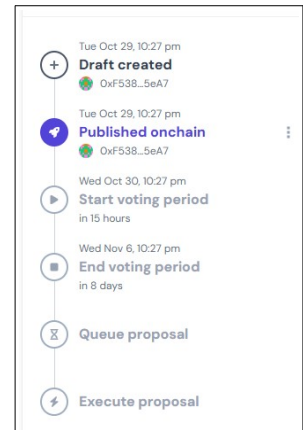 Tue Oct 29, 10:27 pm
Draft created
0xF538...5eA7
Tue Oct 29, 10:27 pm
Published onchain
0xF538...5eA7
Wed Oct 30, 10:27 pm
Start voting period
in 15 hours
Wed Nov 6, 10:27 pm
End voting period
in 8 days
Queue proposal
Execute proposal